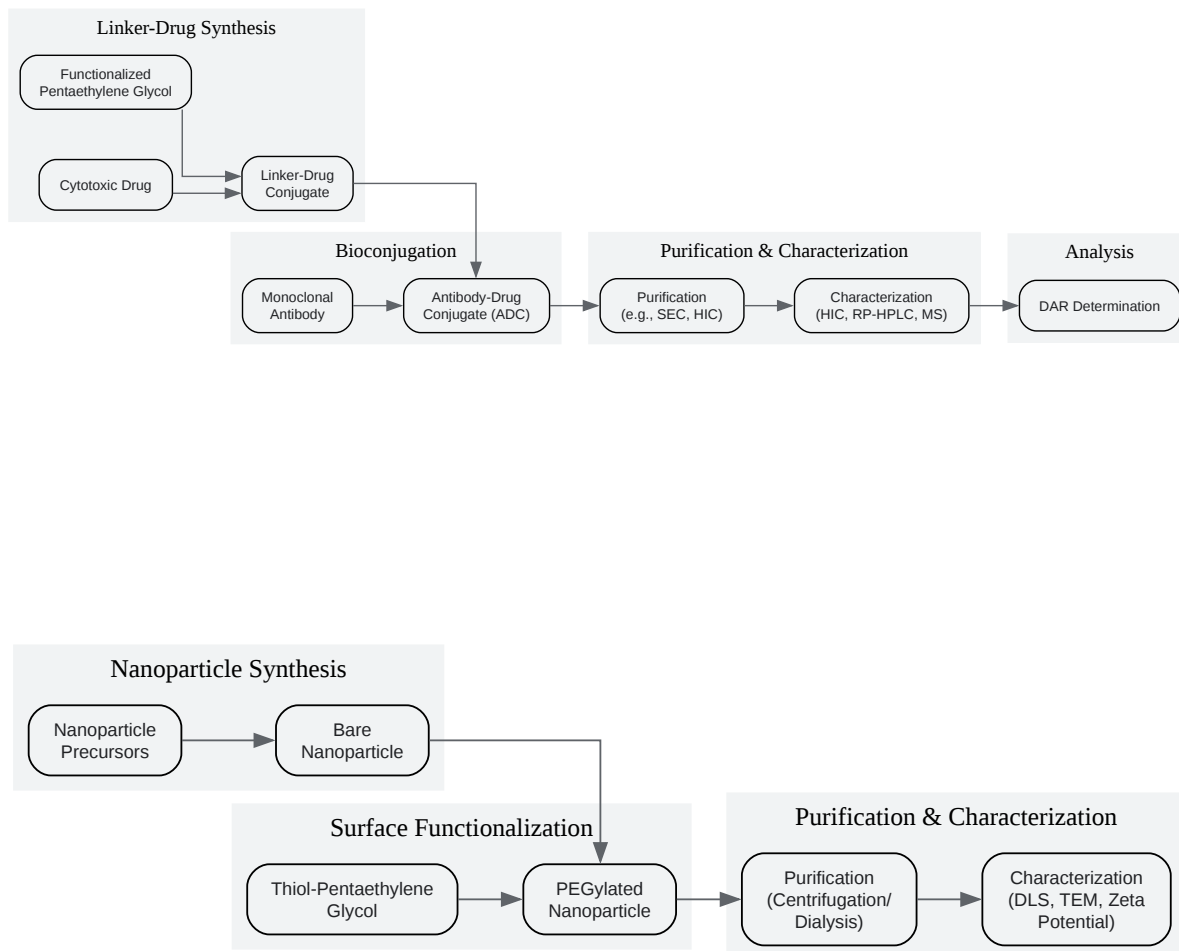 Linker-Drug Synthesis
Functionalized
Pentaethylene Glycol
Cytotoxic Drug
Linker-Drug
Conjugate
Bioconjugation
Monoclonal
Antibody
Antibody-Drug
Conjugate (ADC)
Purification & Characterization
Purification
(e.g., SEC, HIC)
Characterization
(HIC, RP-HPLC, MS)
Analysis
DAR Determination
Nanoparticle Synthesis
Nanoparticle
Precursors
Bare
Nanoparticle
Surface Functionalization
Thiol-Pentaethylene
Glycol
PEGylated
Nanoparticle
Purification & Characterization
Purification
(Centrifugation/
Dialysis)
Characterization
(DLS, TEM, Zeta
Potential)